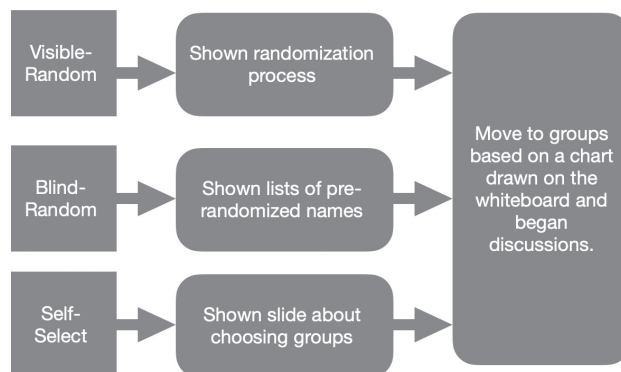 Visible-
Random
Shown randomization
process
Blind-
Random
Shown lists of pre-
randomized names
Self-
Select
Shown slide about
choosing groups
Move to groups
based on a chart
drawn on the
whiteboard and
began
discussions.